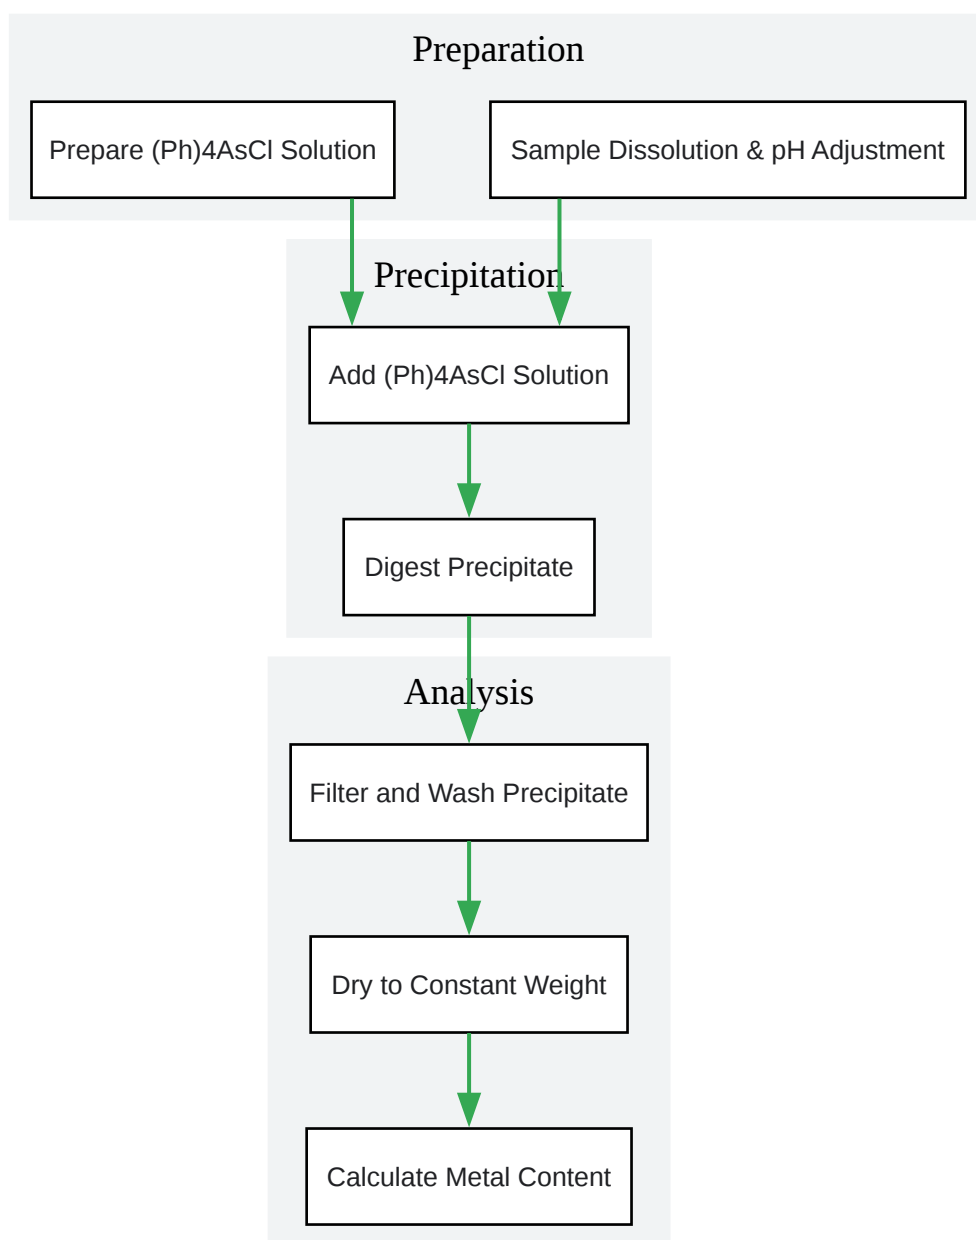 Preparation
Prepare (Ph)4AsCl Solution
Sample Dissolution & pH Adjustment
Precipitation
Add (Ph)4AsCl Solution
Digest Precipitate
Analysis
Filter and Wash Precipitate
Dry to Constant Weight
Calculate Metal Content